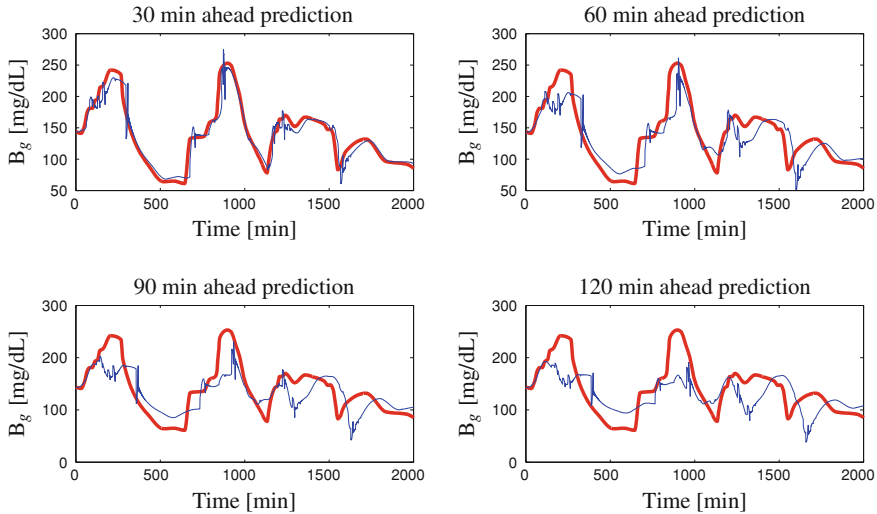 30 min ahead prediction
60 min ahead prediction
300
250
200
150
100
50
B_g [mg/dL]
0 500 1000 1500 2000
Time [min]
300
250
200
150
100
50
B_g [mg/dL]
0 500 1000 1500 2000
Time [min]
90 min ahead prediction
120 min ahead prediction
300
200
100
0
B_g [mg/dL]
0 500 1000 1500 2000
Time [min]
300
200
100
0
B_g [mg/dL]
0 500 1000 1500 2000
Time [min]